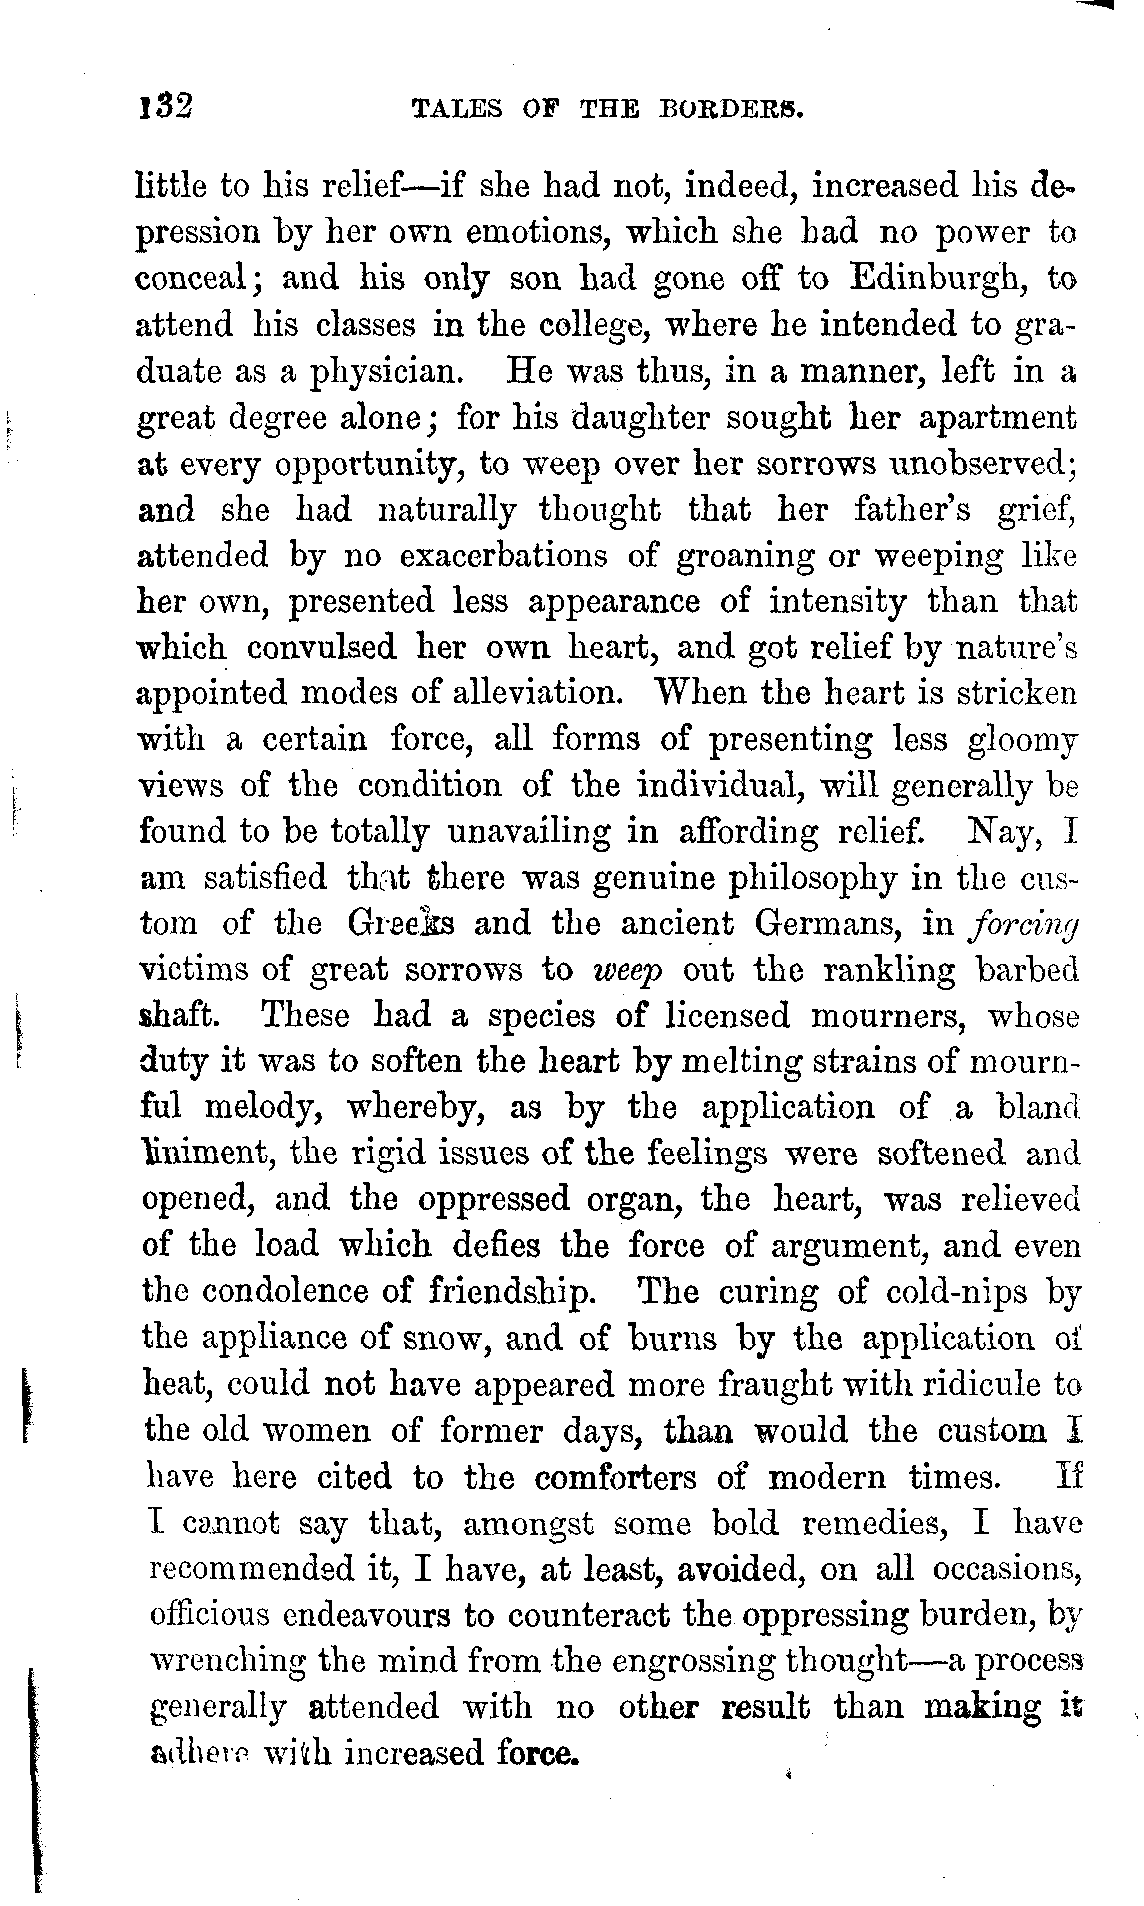 132 TALES OF THE BORDERS.
little to his relief—if she had not, indeed, increased his de-
pression by her own emotions, which she had no power to
conceal; and his only son had gone off to Edinburgh, to
attend his classes in the college, where he intended to gra-
duate as a physician. He was thus, in a manner, left in a
great degree alone; for his daughter sought her apartment
at every opportunity, to weep over her sorrows unobserved;
and she had naturally thought that her father's grief,
attended by no exacerbations of groaning or weeping like
her own, presented less appearance of intensity than that
which convulsed her own heart, and got relief by nature's
appointed modes of alleviation. When the heart is stricken
with a certain force, all forms of presenting less gloomy
views of the condition of the individual, will generally be
found to be totally unavailing in affording relief. Nay, I
am satisfied that there was genuine philosophy in the cus-
tom of the Greeks and the ancient Germans, in forcing
victims of great sorrows to weep out the rankling barbed
shaft. These had a species of licensed mourners, whose
duty it was to soften the heart by melting strains of mourn-
ful melody, whereby, as by the application of a bland
liniment, the rigid issues of the feelings were softened and
opened, and the oppressed organ, the heart, was relieved
of the load which defies the force of argument, and even
the condolence of friendship. The curing of cold-nips by
the appliance of snow, and of burns by the application of
heat, could not have appeared more fraught with ridicule to
the old women of former days, than would the custom I
have here cited to the comforters of modern times. If
I cannot say that, amongst some bold remedies, I have
recommended it, I have, at least, avoided, on all occasions,
officious endeavours to counteract the oppressing burden, by
wrenching the mind from the engrossing thought—a process
generally attended with no other result than making it
adhere with increased force.